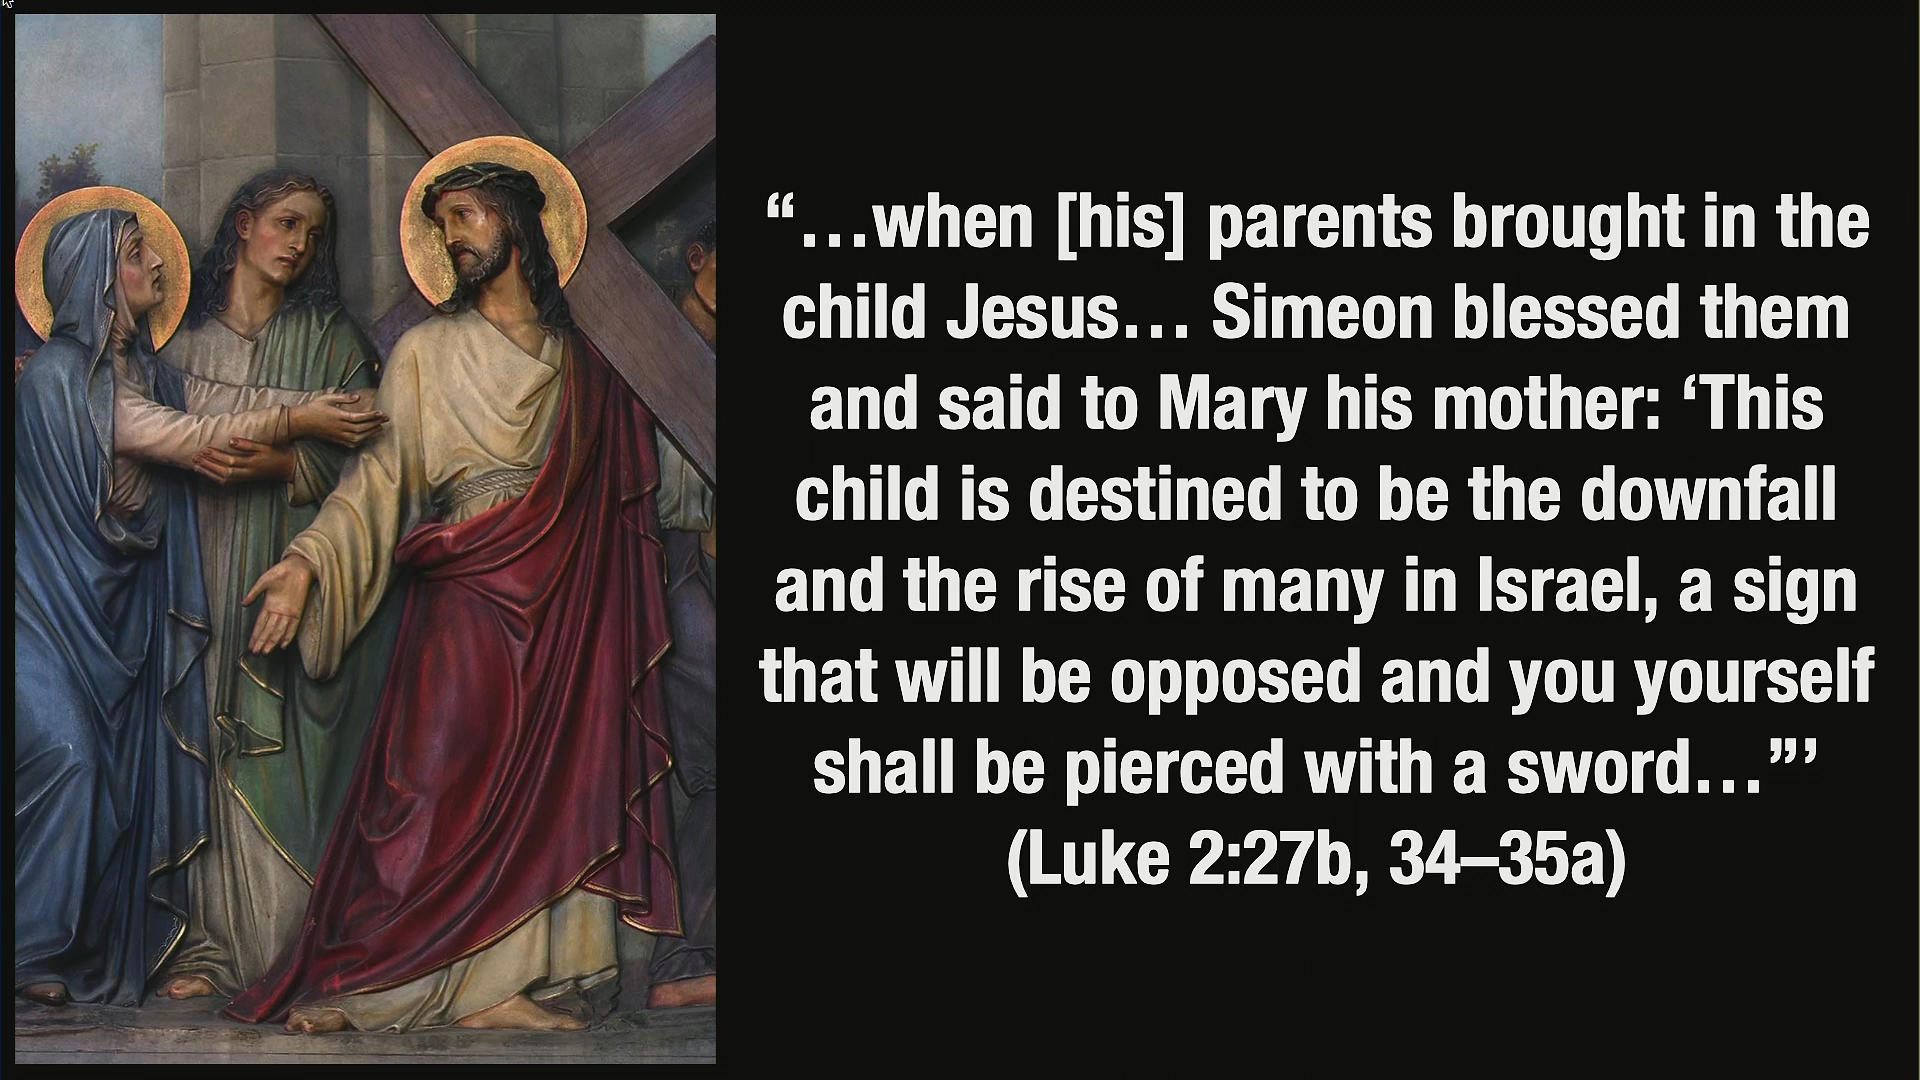 “…when [his] parents brought in the
child Jesus… Simeon blessed them
and said to Mary his mother: ‘This
child is destined to be the downfall
and the rise of many in Israel, a sign
that will be opposed and you yourself
shall be pierced with a sword…”’
(Luke 2:27b, 34–35a)